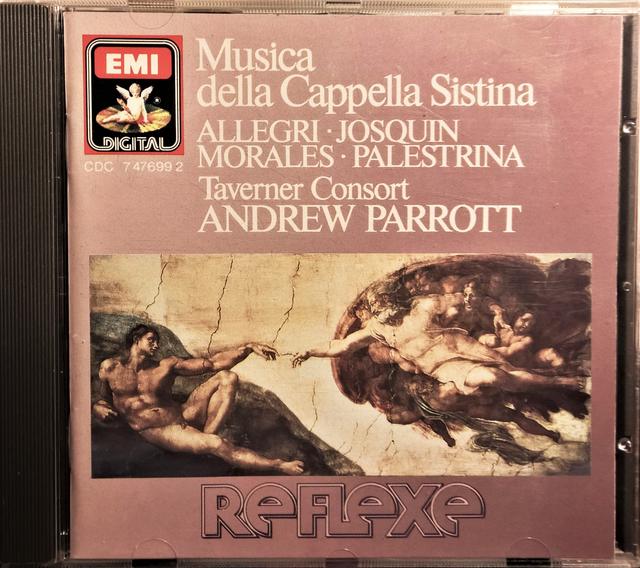 EMI
DIGITAL
CDC 7 47699 2
Musica
della Cappella Sistina
ALLEGRI · JOSQUIN
MORALES · PALESTRINA
Taverner Consort
ANDREW PARROTT
REFLEXE